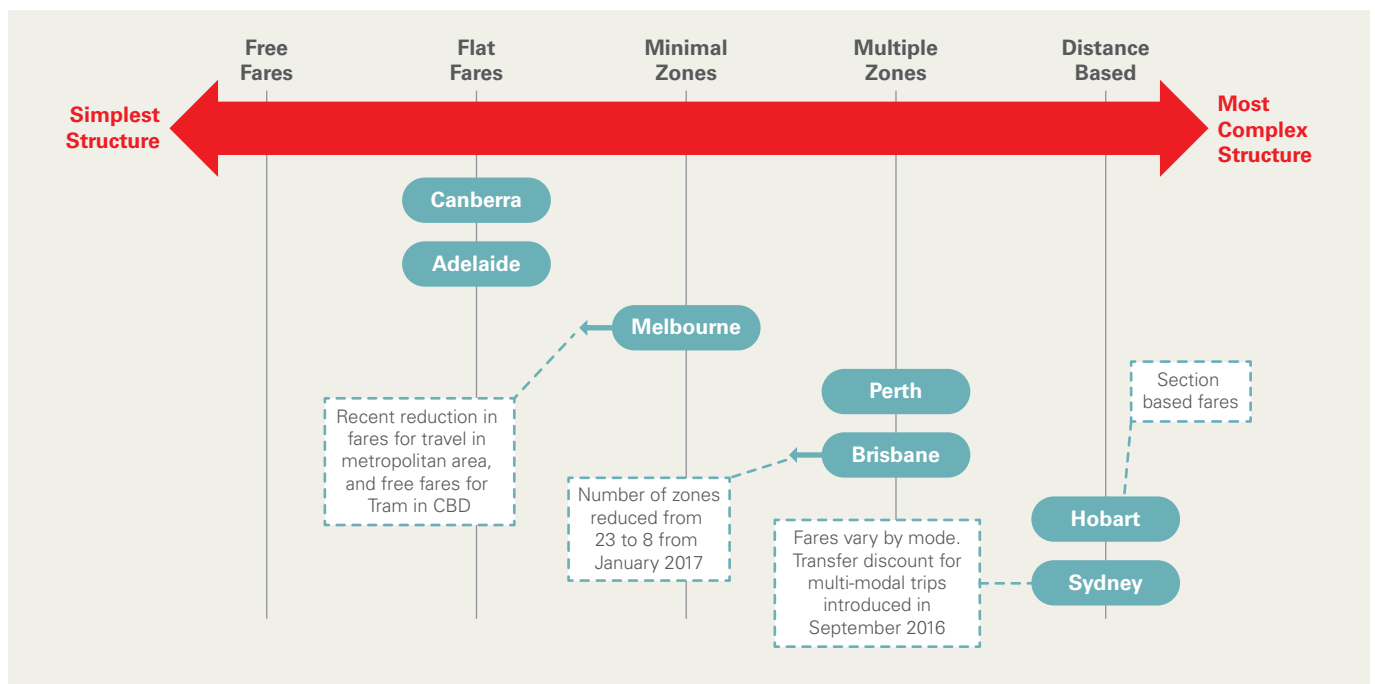 Free
Fares
Flat
Fares
Minimal
Zones
Multiple
Zones
Distance
Based
Simplest
Structure
Most
Complex
Structure
Canberra
Adelaide
Melbourne
Recent reduction in
fares for travel in
metropolitan area,
and free fares for
Tram in CBD
Perth
Brisbane
Number of zones
reduced from
23 to 8 from
January 2017
Section
based fares
Hobart
Sydney
Fares vary by mode.
Transfer discount for
multi-modal trips
introduced in
September 2016